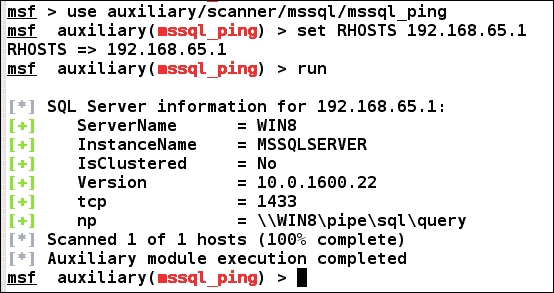 msf > use auxiliary/scanner/mssql/mssql_ping
msf  auxiliary(mssql_ping) > set RHOSTS 192.168.65.1
RHOSTS => 192.168.65.1
msf  auxiliary(mssql_ping) > run

[*] SQL Server information for 192.168.65.1:
[+]    ServerName      = WIN8
[+]    InstanceName    = MSSQLSERVER
[+]    IsClustered     = No
[+]    Version         = 10.0.1600.22
[+]    tcp             = 1433
[+]    np              = \\WIN8\pipe\sql\query
[*] Scanned 1 of 1 hosts (100% complete)
[*] Auxiliary module execution completed
msf  auxiliary(mssql_ping) >